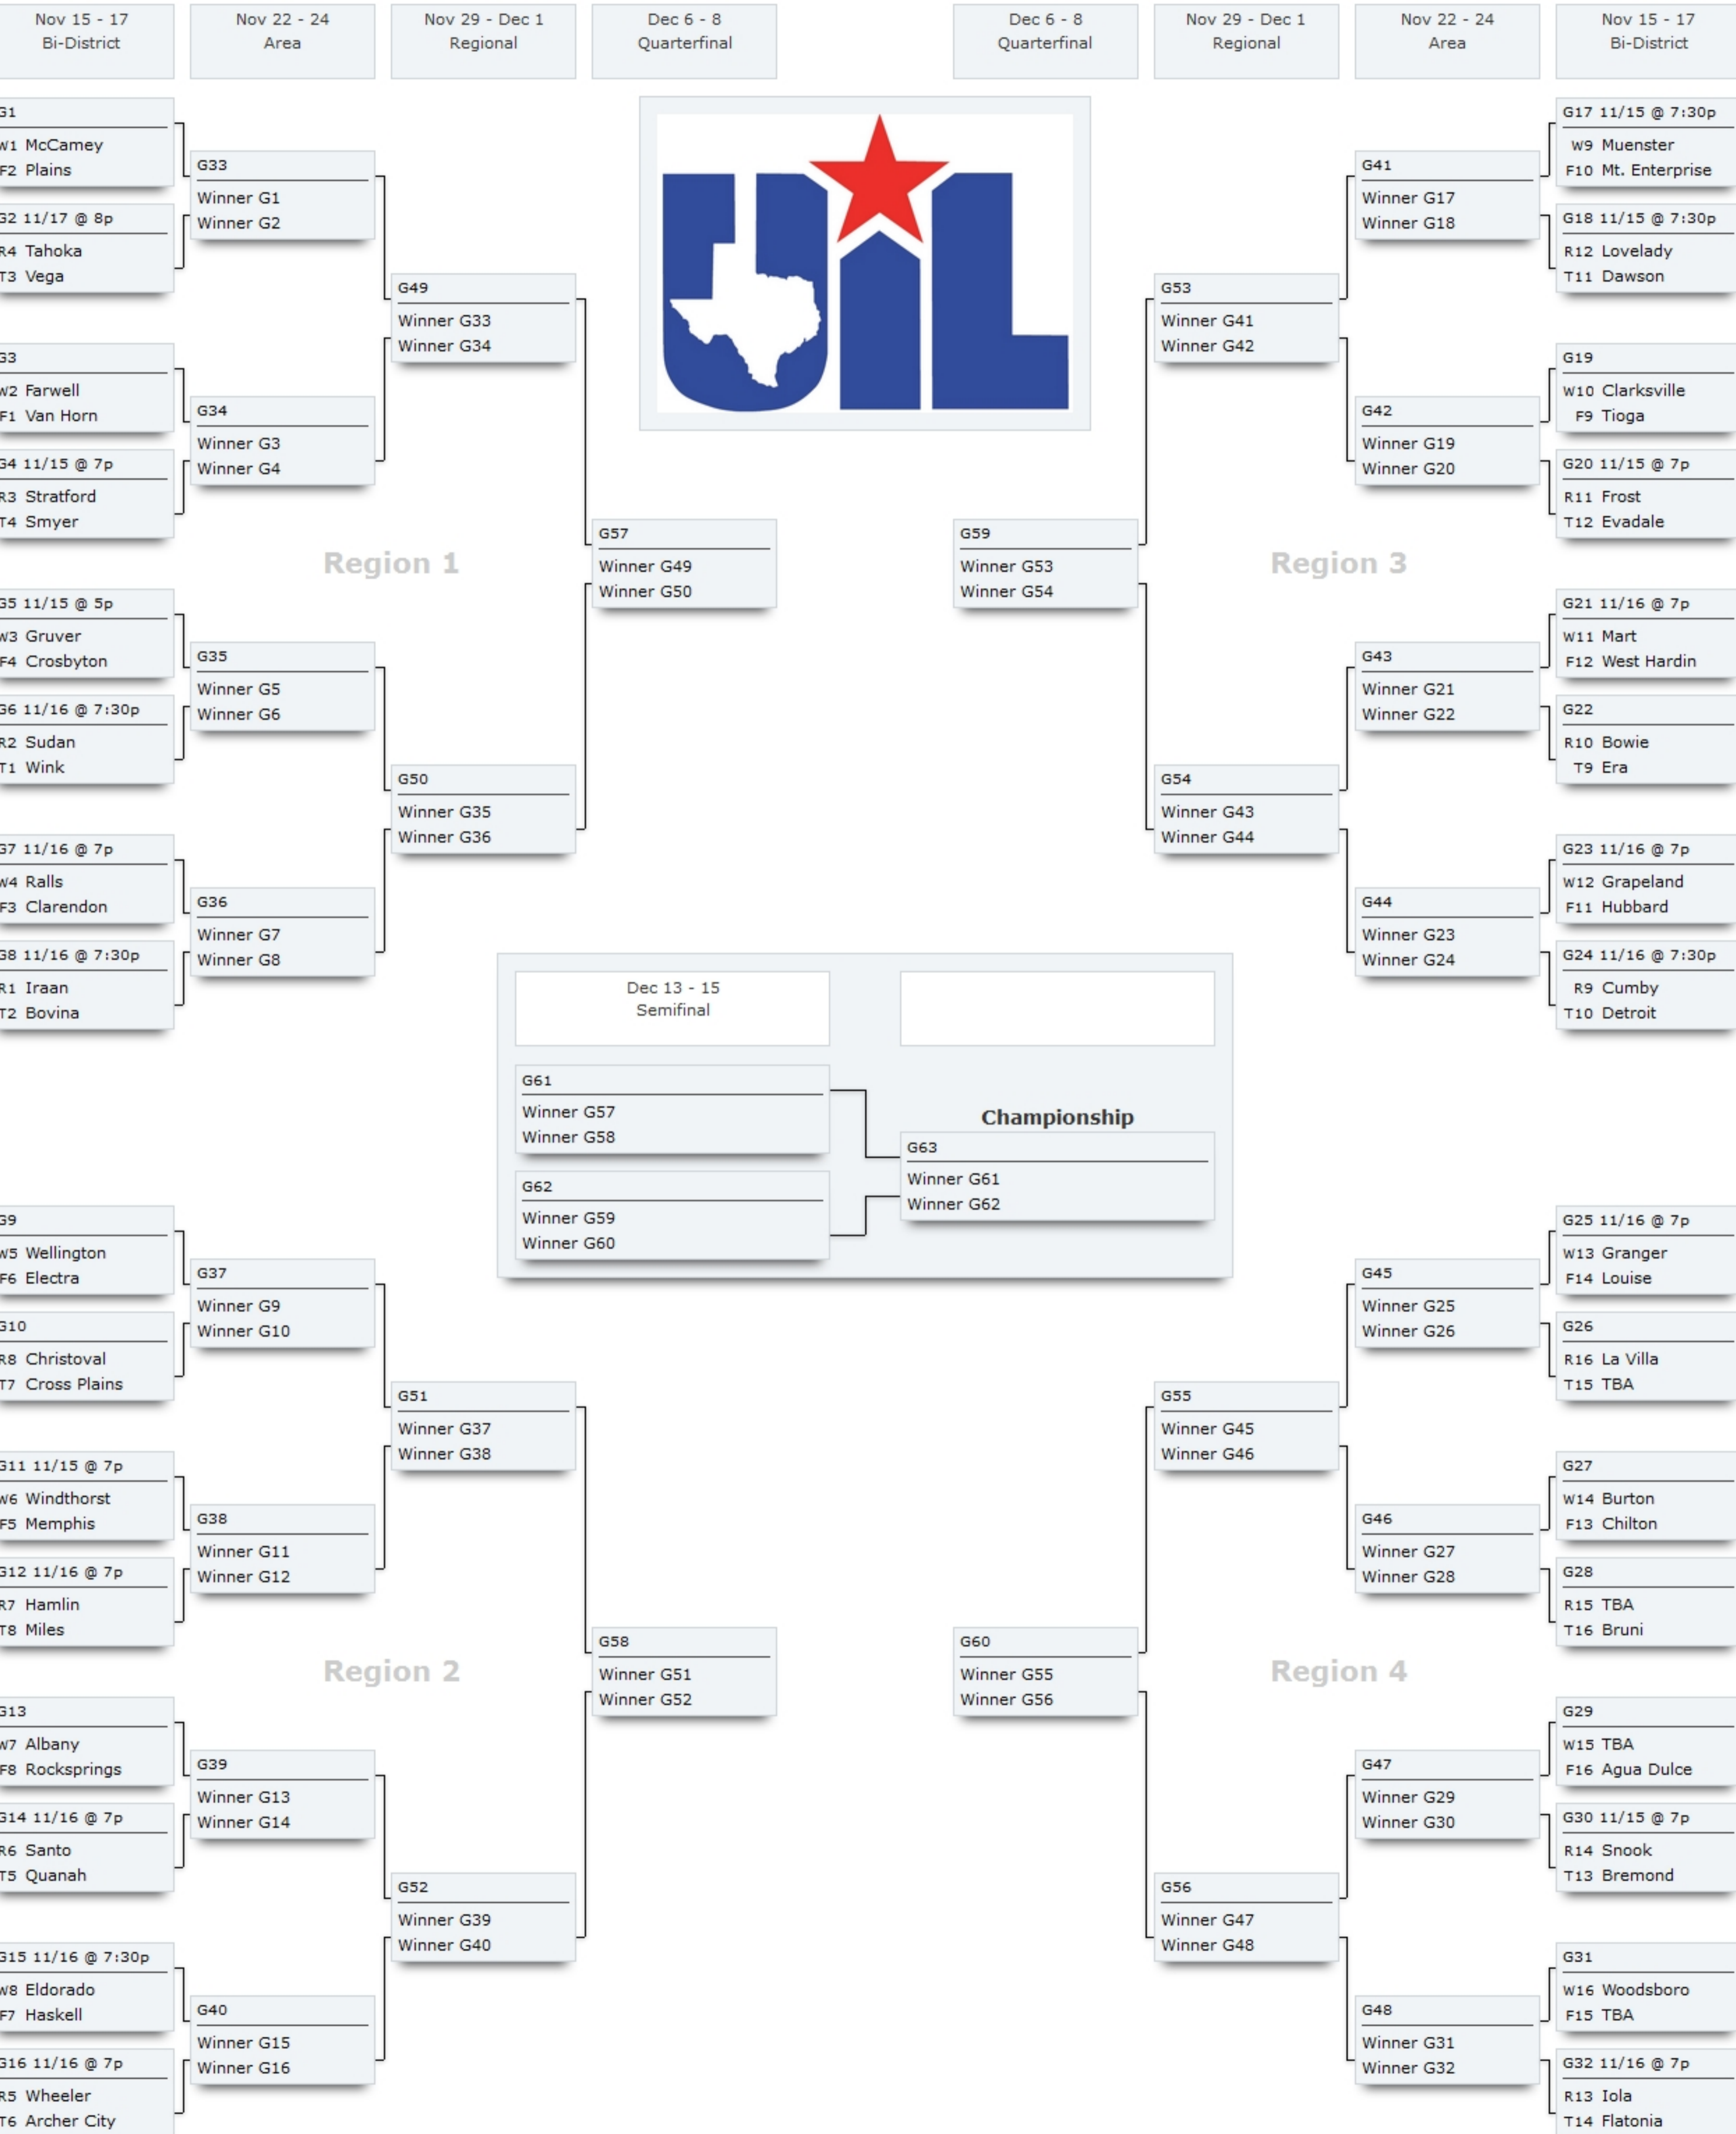 Nov 15 - 17
Bi-District
Nov 22 - 24
Area
Nov 29 - Dec 1
Regional
Dec 6 - 8
Quarterfinal
Dec 6 - 8
Quarterfinal
Nov 29 - Dec 1
Regional
Nov 22 - 24
Area
Nov 15 - 17
Bi-District
G1
W1 McCamey
F2 Plains
G2 11/17 @ 8p
R4 Tahoka
T3 Vega
G3
W2 Farwell
F1 Van Horn
G4 11/15 @ 7p
R3 Stratford
T4 Smyer
G5 11/15 @ 5p
W3 Gruver
F4 Crosbyton
G6 11/16 @ 7:30p
R2 Sudan
T1 Wink
G7 11/16 @ 7p
W4 Ralls
F3 Clarendon
G8 11/16 @ 7:30p
R1 Iraan
T2 Bovina
G33
Winner G1
Winner G2
G34
Winner G3
Winner G4
Region 1
G35
Winner G5
Winner G6
G36
Winner G7
Winner G8
G49
Winner G33
Winner G34
G50
Winner G35
Winner G36
G57
Winner G49
Winner G50
UIL
G59
Winner G53
Winner G54
G53
Winner G41
Winner G42
G54
Winner G43
Winner G44
Region 3
G41
Winner G17
Winner G18
G42
Winner G19
Winner G20
G43
Winner G21
Winner G22
G44
Winner G23
Winner G24
G17 11/15 @ 7:30p
W9 Muenster
F10 Mt. Enterprise
G18 11/15 @ 7:30p
R12 Lovelady
T11 Dawson
G19
W10 Clarksville
F9 Tioga
G20 11/15 @ 7p
R11 Frost
T12 Evadale
G21 11/16 @ 7p
W11 Mart
F12 West Hardin
G22
R10 Bowie
T9 Era
G23 11/16 @ 7p
W12 Grapeland
F11 Hubbard
G24 11/16 @ 7:30p
R9 Cumby
T10 Detroit
Dec 13 - 15
Semifinal
G61
Winner G57
Winner G58
G62
Winner G59
Winner G60
Championship
G63
Winner G61
Winner G62
G9
W5 Wellington
F6 Electra
G10
R8 Christoval
T7 Cross Plains
G11 11/15 @ 7p
W6 Windthorst
F5 Memphis
G12 11/16 @ 7p
R7 Hamlin
T8 Miles
G13
W7 Albany
F8 Rocksprings
G14 11/16 @ 7p
R6 Santo
T5 Quanah
G15 11/16 @ 7:30p
W8 Eldorado
F7 Haskell
G16 11/16 @ 7p
R5 Wheeler
T6 Archer City
G37
Winner G9
Winner G10
G38
Winner G11
Winner G12
Region 2
G39
Winner G13
Winner G14
G40
Winner G15
Winner G16
G51
Winner G37
Winner G38
G52
Winner G39
Winner G40
G58
Winner G51
Winner G52
G60
Winner G55
Winner G56
G55
Winner G45
Winner G46
G56
Winner G47
Winner G48
Region 4
G45
Winner G25
Winner G26
G46
Winner G27
Winner G28
G47
Winner G29
Winner G30
G48
Winner G31
Winner G32
G25 11/16 @ 7p
W13 Granger
F14 Louise
G26
R16 La Villa
T15 TBA
G27
W14 Burton
F13 Chilton
G28
R15 TBA
T16 Bruni
G29
W15 TBA
F16 Agua Dulce
G30 11/15 @ 7p
R14 Snook
T13 Bremond
G31
W16 Woodsboro
F15 TBA
G32 11/16 @ 7p
R13 Iola
T14 Flatonia